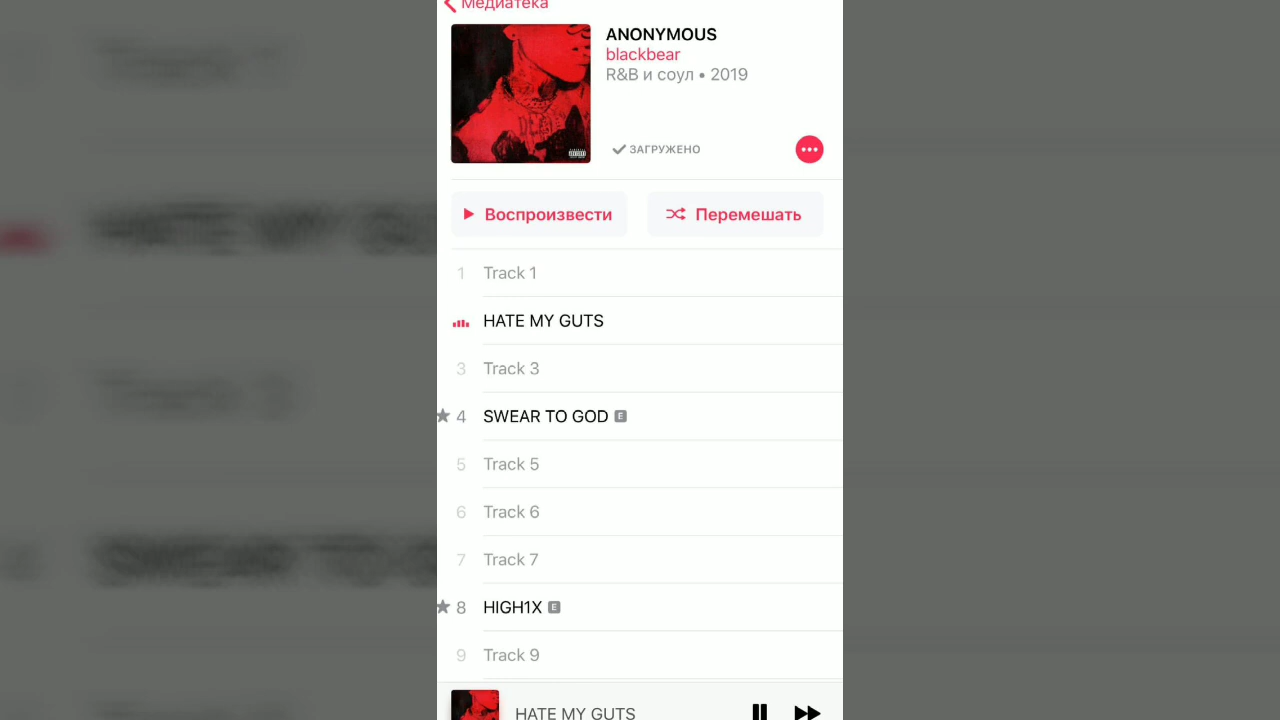 Медиатека
ANONYMOUS
blackbear
R&B и соул • 2019
ЗАГРУЖЕНО
Воспроизвести
Перемешать
1 Track 1
HATE MY GUTS
3 Track 3
4 SWEAR TO GOD E
5 Track 5
6 Track 6
7 Track 7
8 HIGH1X E
9 Track 9
HATE MY GUTS